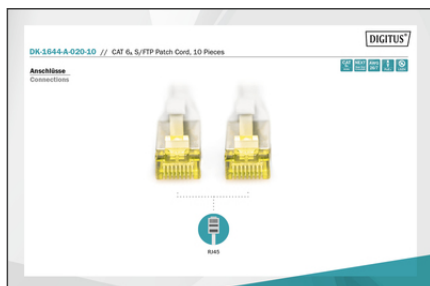 DIGITUS®
DK-1644-A-020-10 // CAT 6A S/FTP Patch Cord, 10 Pieces
Anschlüsse
Connections
RJ45